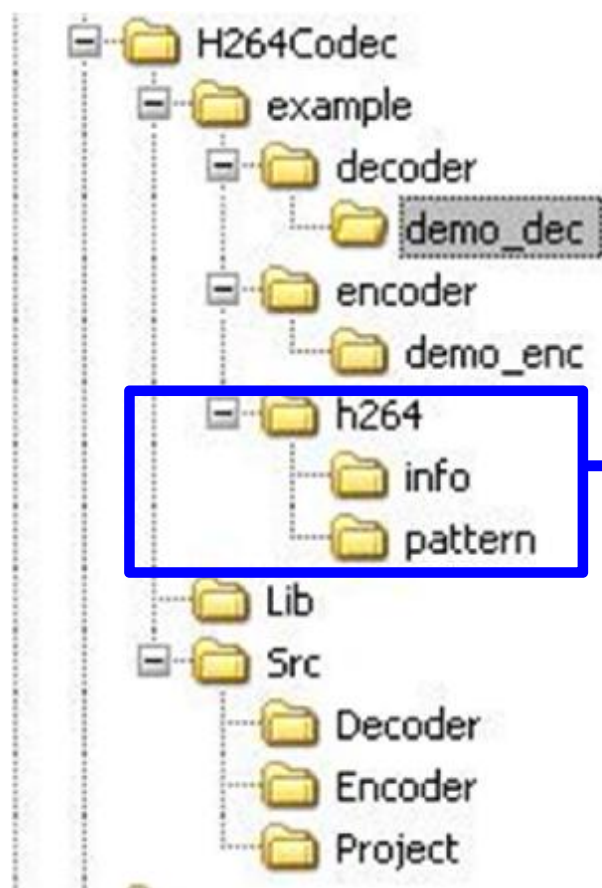 H264Codec
example
decoder
demo_dec
encoder
demo_enc
h264
info
pattern
Lib
Src
Decoder
Encoder
Project